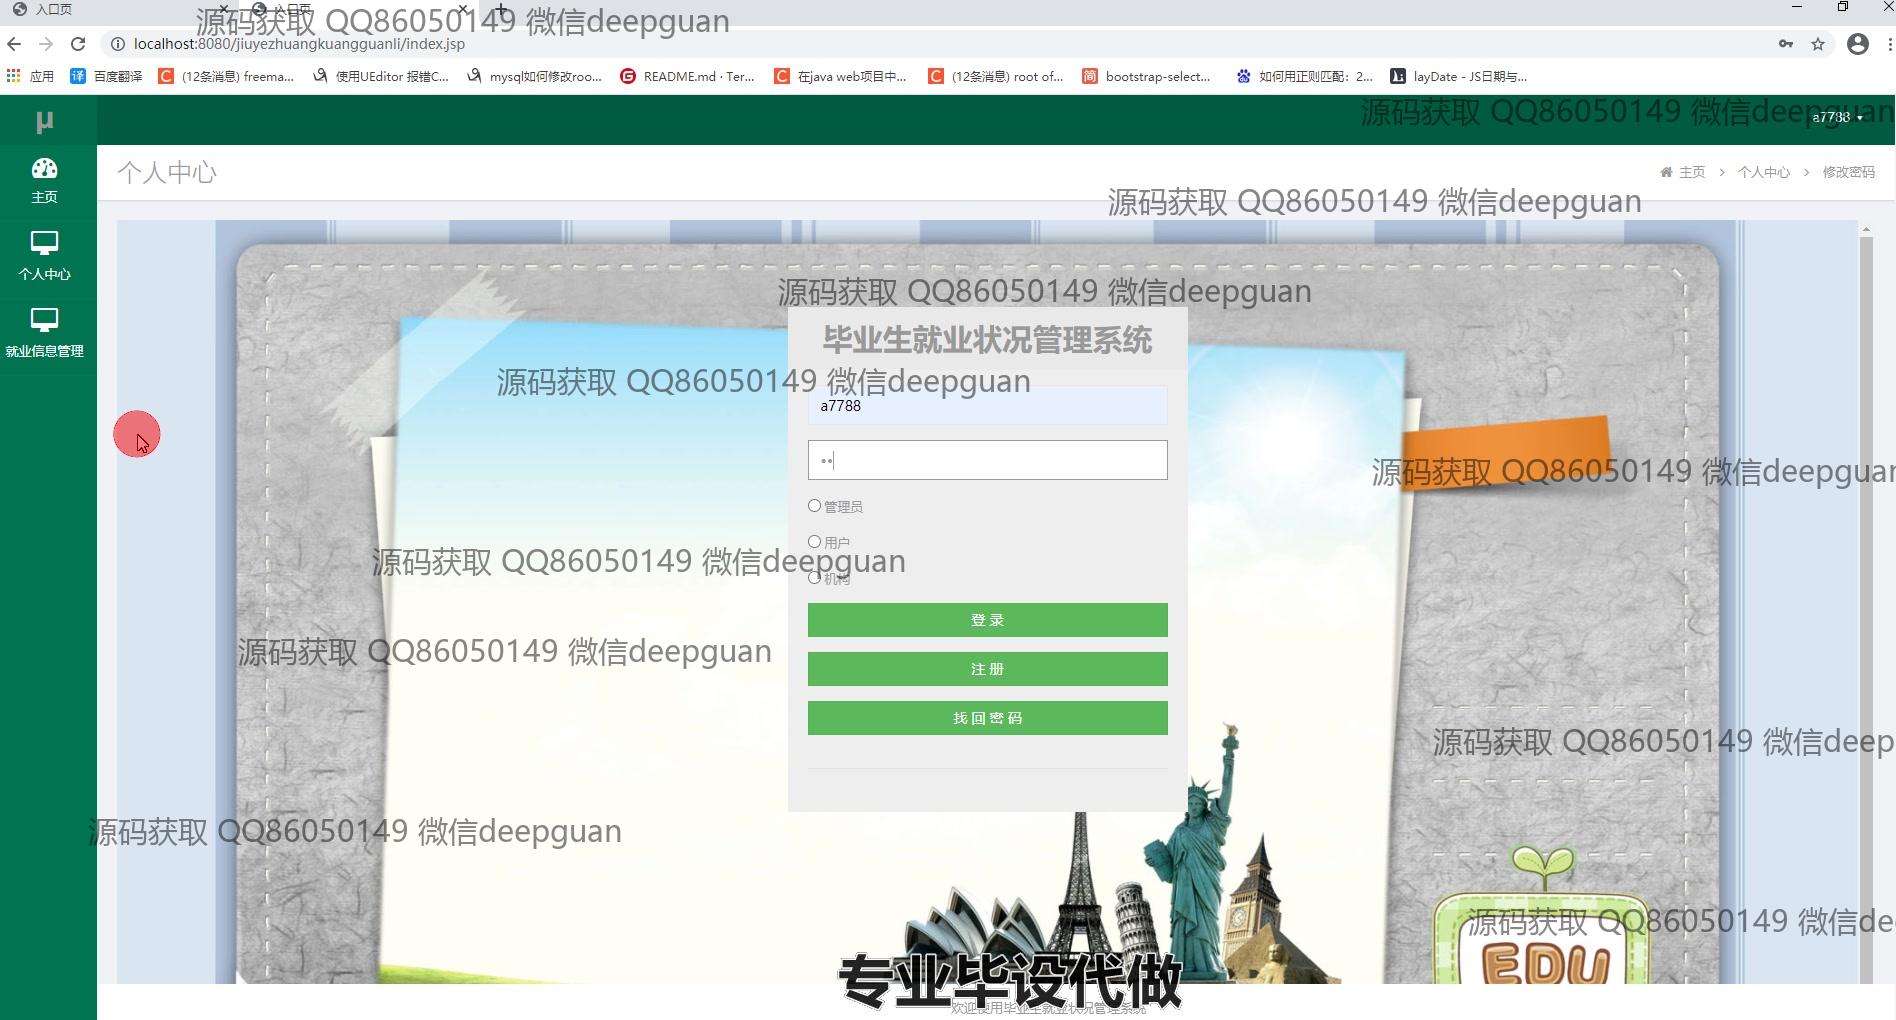 入口页
入口页
源码获取 QQ86050149 微信deepguan
localhost:8080/jiuyezhuangkuangguanli/index.jsp
应用
百度翻译
(12条消息) freema...
使用UEditor 报错C...
mysql如何修改roo...
README.md · Ter...
在java web项目中...
(12条消息) root of...
bootstrap-select...
如何用正则匹配：2...
layDate - JS日期与...
µ
源码获取 QQ86050149 微信deepguan
a7788
个人中心
主页 > 个人中心 > 修改密码
主页
源码获取 QQ86050149 微信deepguan
个人中心
源码获取 QQ86050149 微信deepguan
毕业生就业状况管理系统
就业信息管理
源码获取 QQ86050149 微信deepguan
a7788
源码获取 QQ86050149 微信deepguan
管理员
用户
源码获取 QQ86050149 微信deepguan
机构
登录
源码获取 QQ86050149 微信deepguan
注册
找回密码
源码获取 QQ86050149 微信deep
源码获取 QQ86050149 微信deepguan
源码获取 QQ86050149 微信de
EDU
专业毕设代做
欢迎使用毕业生就业状况管理系统